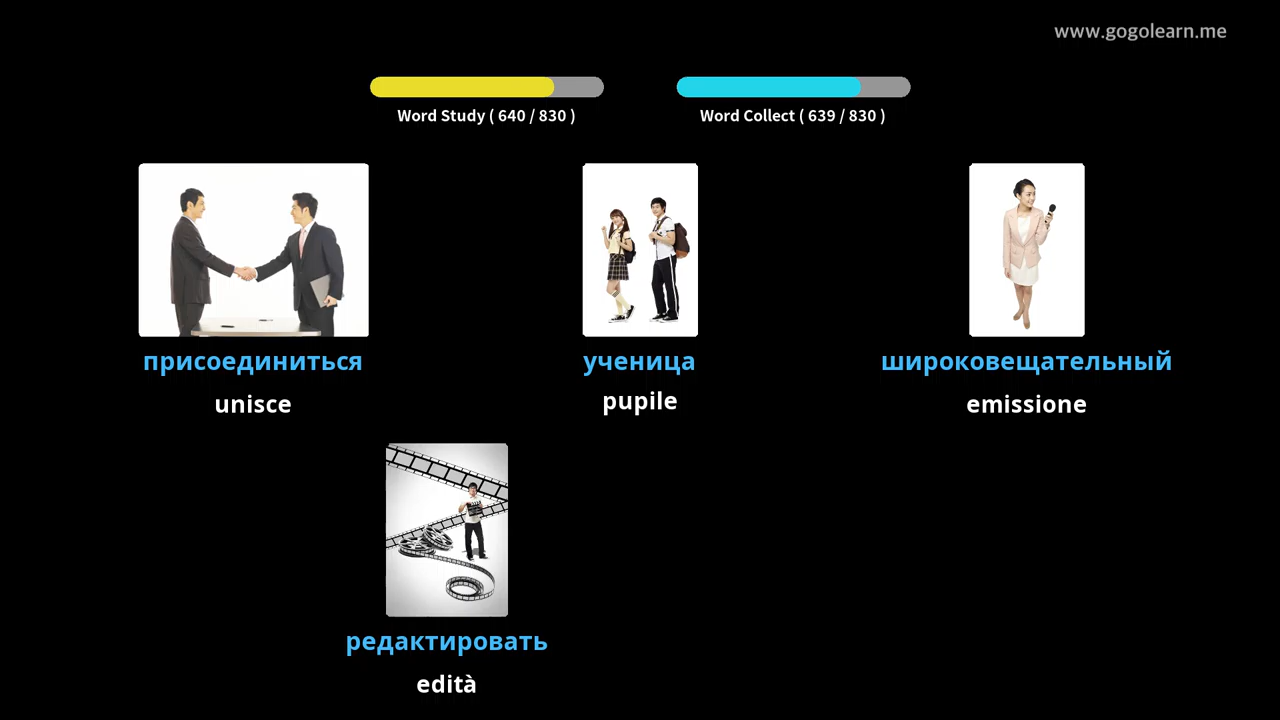 www.gogolearn.me
Word Study ( 640 / 830 )
Word Collect ( 639 / 830 )
присоединиться
unisce
ученица
pupile
широковещательный
emissione
редактировать
edità